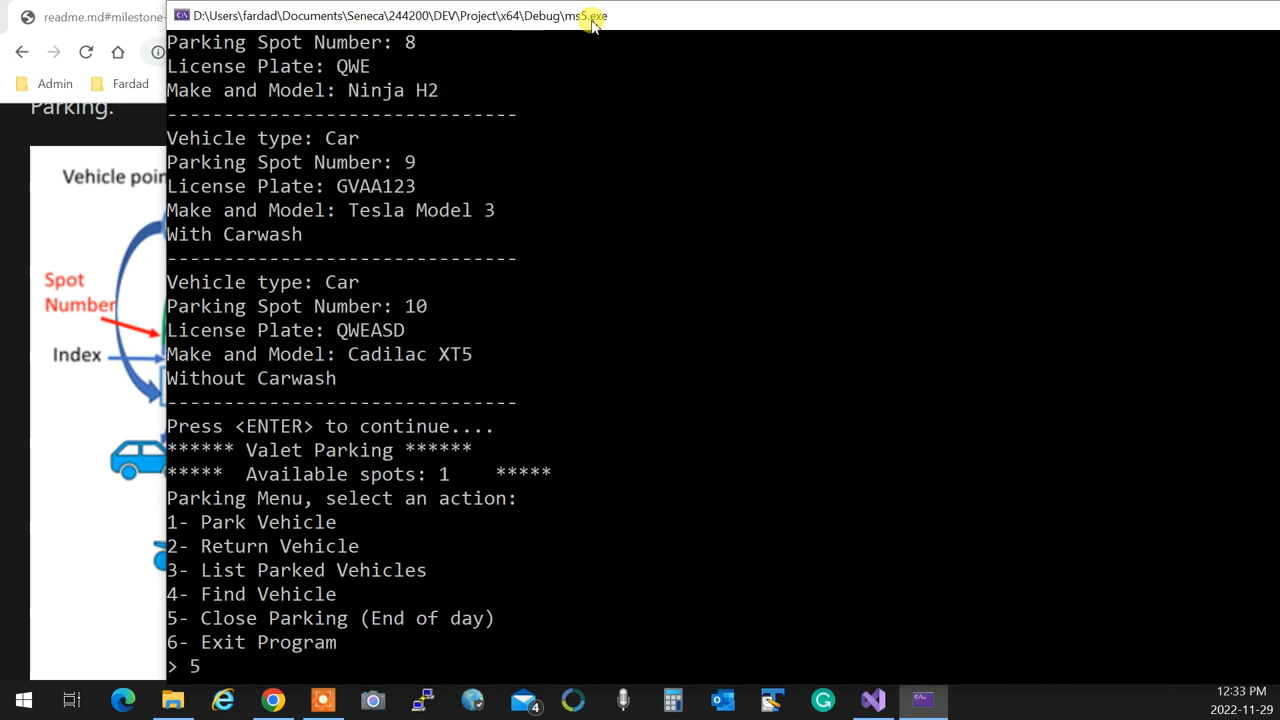 readme.md#milestone-
D:\Users\fardad\Documents\Seneca\244200\DEV\Project\x64\Debug\ms5.exe
Admin
Fardad
Parking.
Vehicle poin
Spot
Number
Index
Parking Spot Number: 8
License Plate: QWE
Make and Model: Ninja H2
-------------------------------
Vehicle type: Car
Parking Spot Number: 9
License Plate: GVAA123
Make and Model: Tesla Model 3
With Carwash
-------------------------------
Vehicle type: Car
Parking Spot Number: 10
License Plate: QWEASD
Make and Model: Cadilac XT5
Without Carwash
-------------------------------
Press <ENTER> to continue....
****** Valet Parking ******
*****  Available spots: 1    *****
Parking Menu, select an action:
1- Park Vehicle
2- Return Vehicle
3- List Parked Vehicles
4- Find Vehicle
5- Close Parking (End of day)
6- Exit Program
> 5
4
12:33 PM
2022-11-29